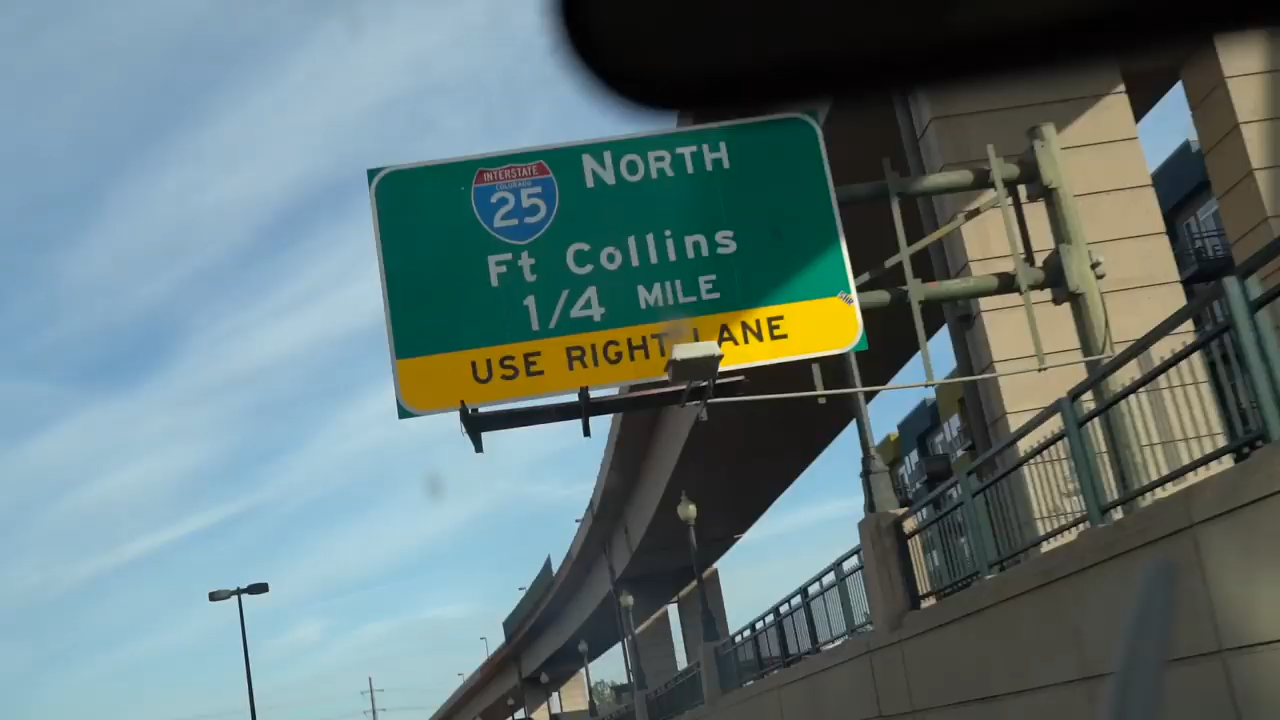 INTERSTATE
COLORADO
25
NORTH
Ft Collins
1/4 MILE
USE RIGHT LANE